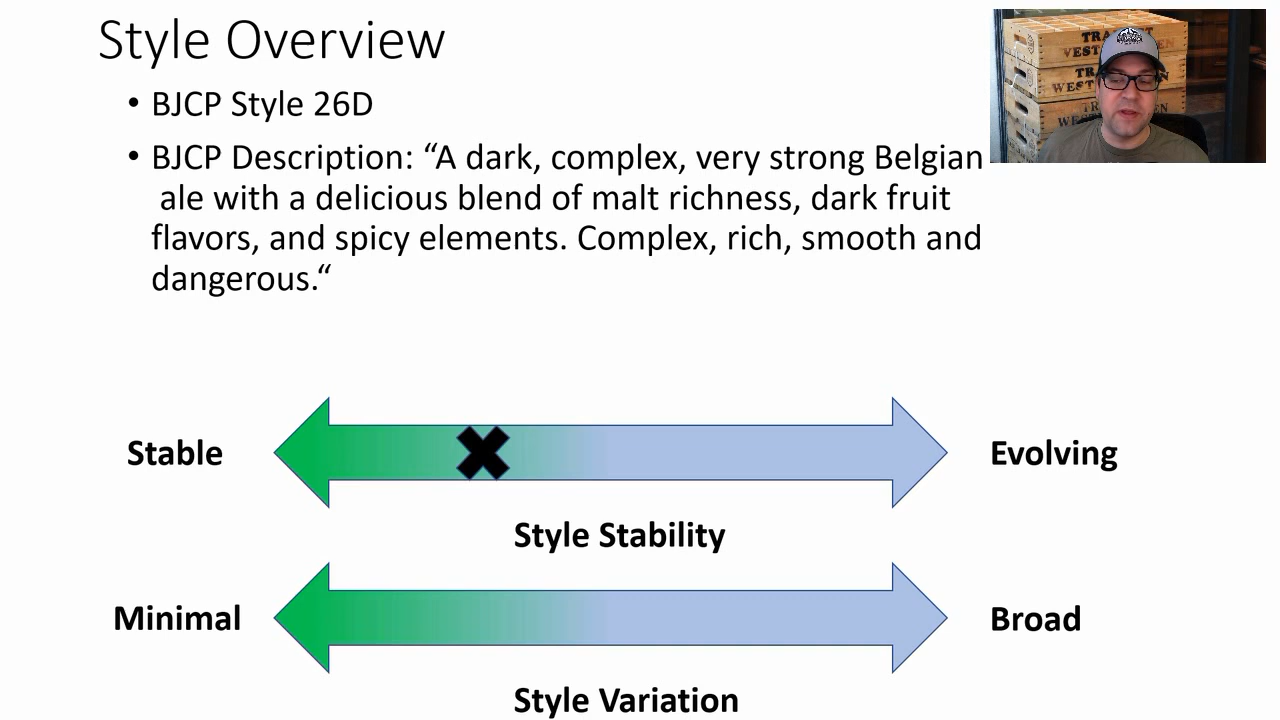 Style Overview
• BJCP Style 26D
• BJCP Description: “A dark, complex, very strong Belgian
ale with a delicious blend of malt richness, dark fruit
flavors, and spicy elements. Complex, rich, smooth and
dangerous.“
Stable
Evolving
Style Stability
Minimal
Broad
Style Variation